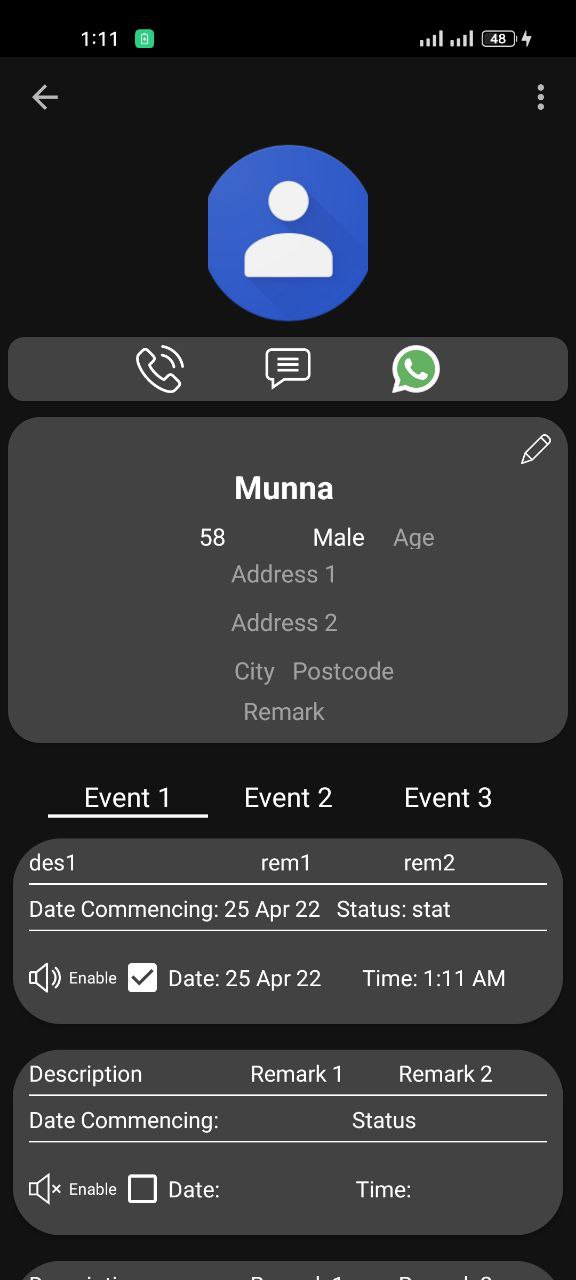 1:11 48
Munna
58 Male Age
Address 1
Address 2
City Postcode
Remark
Event 1 Event 2 Event 3
des1 rem1 rem2
Date Commencing: 25 Apr 22 Status: stat
Enable Date: 25 Apr 22 Time: 1:11 AM
Description Remark 1 Remark 2
Date Commencing: Status
Enable Date: Time: